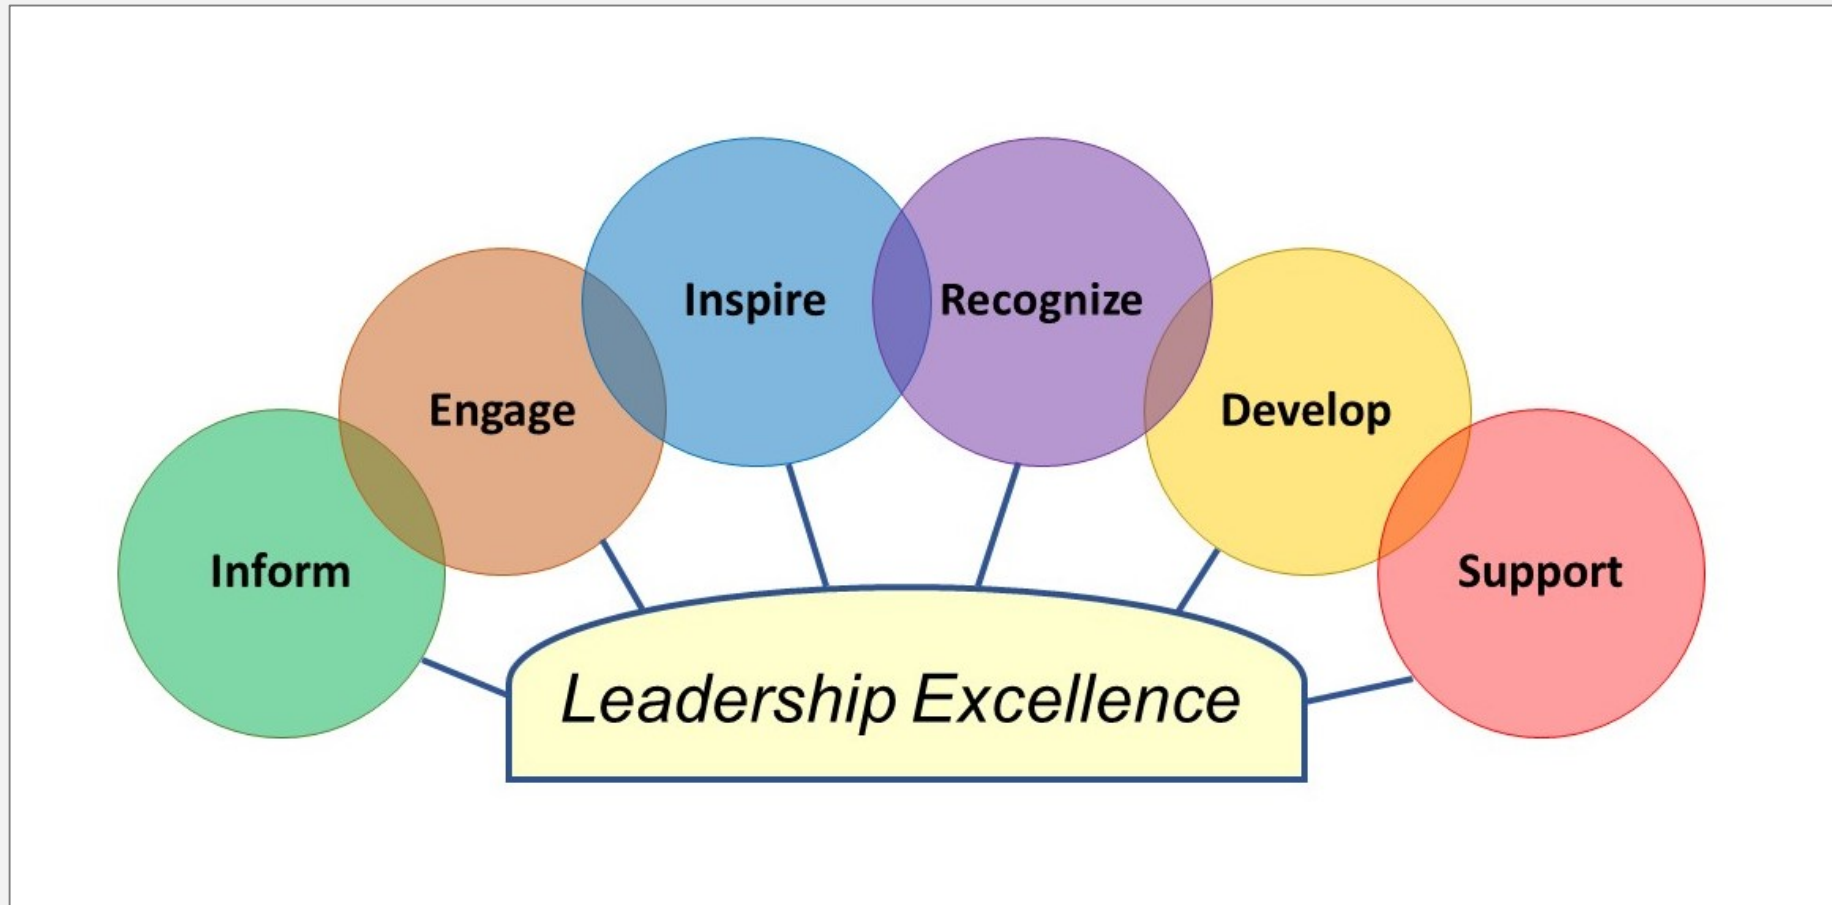 Inform
Engage
Inspire
Recognize
Develop
Support
Leadership Excellence